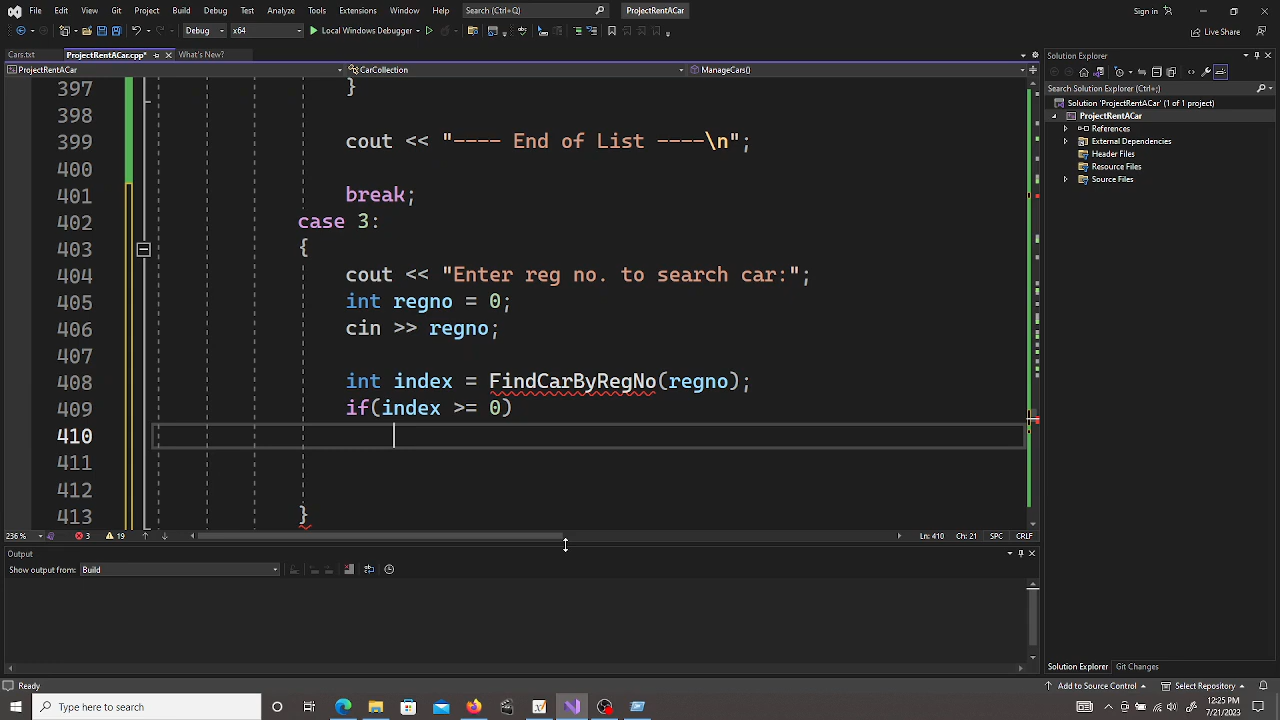 File Edit View Git Project Build Debug Test Analyze Tools Extensions Window Help Search (Ctrl+Q) ProjectRentACar Sign in
Debug x64 Local Windows Debugger Live Share
Cars.txt ProjectRentACar.cpp* What's New?
ProjectRentACar CarCollection ManageCars()
397 }
398
399 cout << "---- End of List ----\n";
400
401 break;
402 case 3:
403 {
404 cout << "Enter reg no. to search car:";
405 int regno = 0;
406 cin >> regno;
407
408 int index = FindCarByRegNo(regno);
409 if(index >= 0)
410
411
412
413 }
236 % 3 19 Ln: 410 Ch: 21 SPC CRLF
Output
Show output from: Build
Solution Explorer
Search Solution Explorer (Ctrl+;)
Solution 'ProjectRentACar' (1 of 1 project)
ProjectRentACar
References
External Dependencies
Header Files
Resource Files
Source Files
Solution Explorer Git Changes
Ready Add to Source Control Select Repository
Type here to search
12:25 PM
7/21/2023